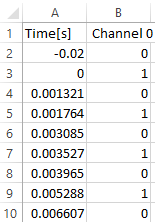 A B
1 Time[s] Channel 0
2 -0.02 0
3 0 1
4 0.001321 0
5 0.001764 1
6 0.003085 0
7 0.003527 1
8 0.003965 0
9 0.005288 1
10 0.006607 0